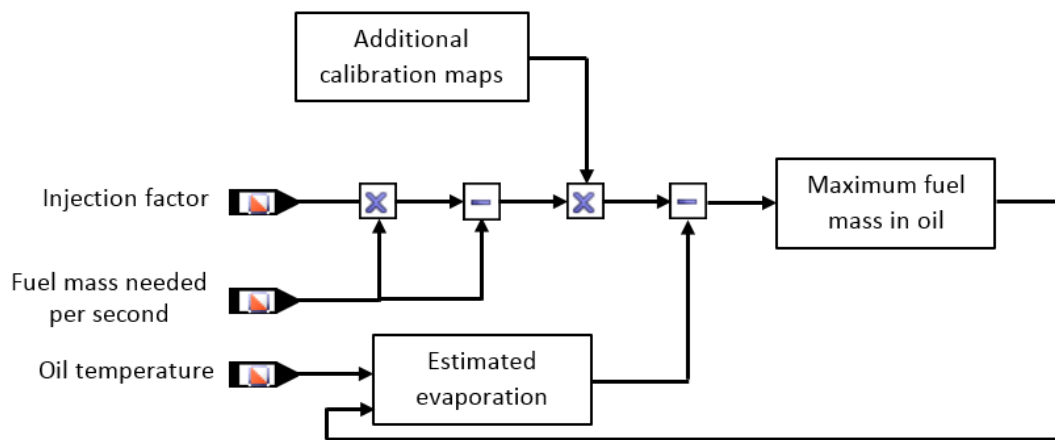 Additional
calibration maps
Injection factor
Maximum fuel
mass in oil
Fuel mass needed
per second
Oil temperature
Estimated
evaporation